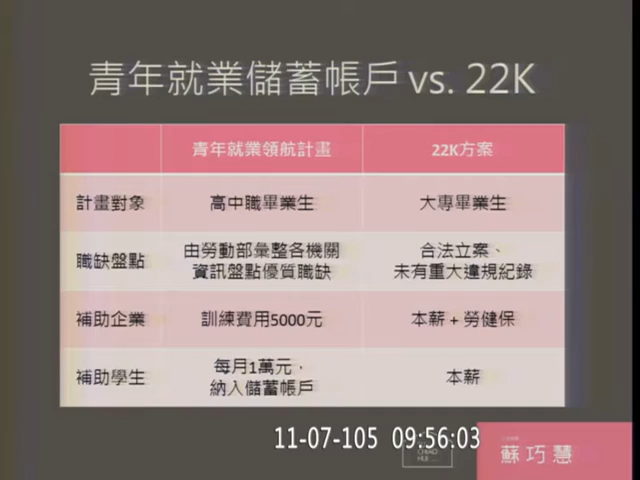 青年就業儲蓄帳戶 vs. 22K
青年就業領航計畫 22K方案
計畫對象 高中職畢業生 大專畢業生
職缺盤點 由勞動部彙整各機關資訊盤點優質職缺 合法立案、未有重大違規紀錄
補助企業 訓練費用5000元 本薪 + 勞健保
補助學生 每月1萬元，納入儲蓄帳戶 本薪
11-07-105 09:56:03
蘇巧慧